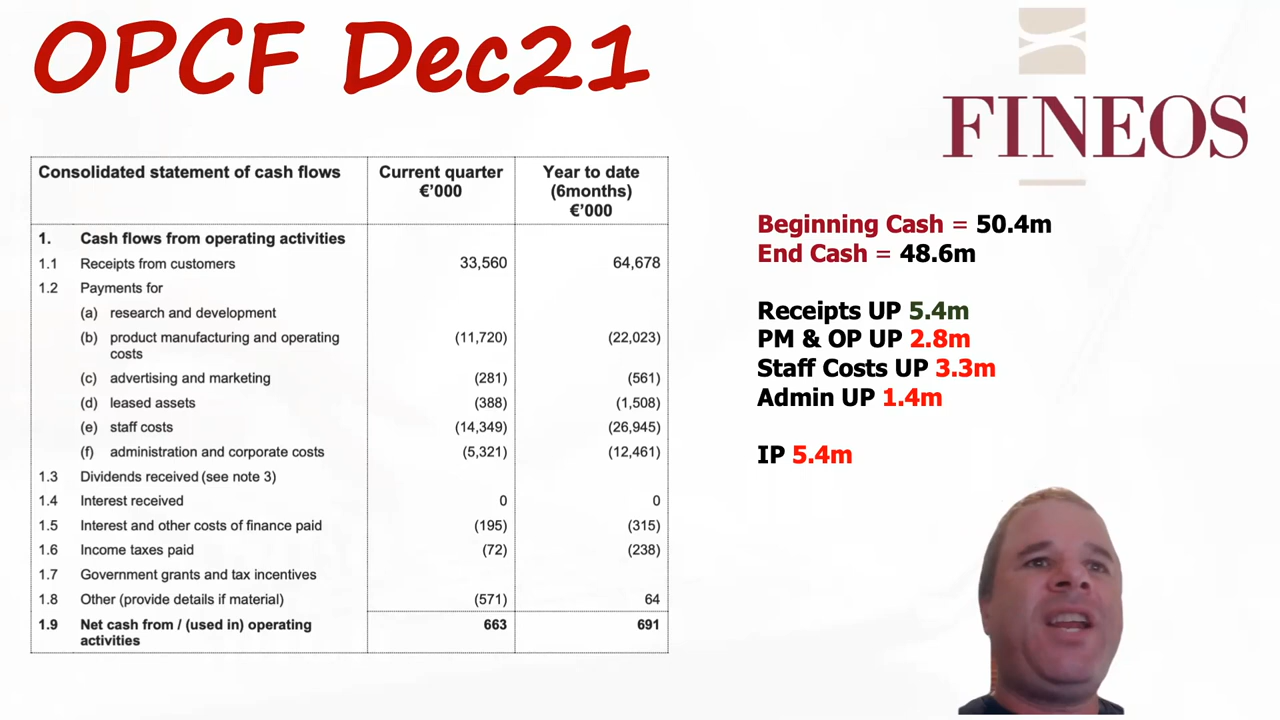 OPCF Dec21
FINEOS
Consolidated statement of cash flows Current quarter €’000 Year to date (6months) €’000
1. Cash flows from operating activities
1.1 Receipts from customers 33,560 64,678
1.2 Payments for
(a) research and development
(b) product manufacturing and operating costs (11,720) (22,023)
(c) advertising and marketing (281) (561)
(d) leased assets (388) (1,508)
(e) staff costs (14,349) (26,945)
(f) administration and corporate costs (5,321) (12,461)
1.3 Dividends received (see note 3)
1.4 Interest received 0 0
1.5 Interest and other costs of finance paid (195) (315)
1.6 Income taxes paid (72) (238)
1.7 Government grants and tax incentives
1.8 Other (provide details if material) (571) 64
1.9 Net cash from / (used in) operating activities 663 691
Beginning Cash = 50.4m
End Cash = 48.6m
Receipts UP 5.4m
PM & OP UP 2.8m
Staff Costs UP 3.3m
Admin UP 1.4m
IP 5.4m